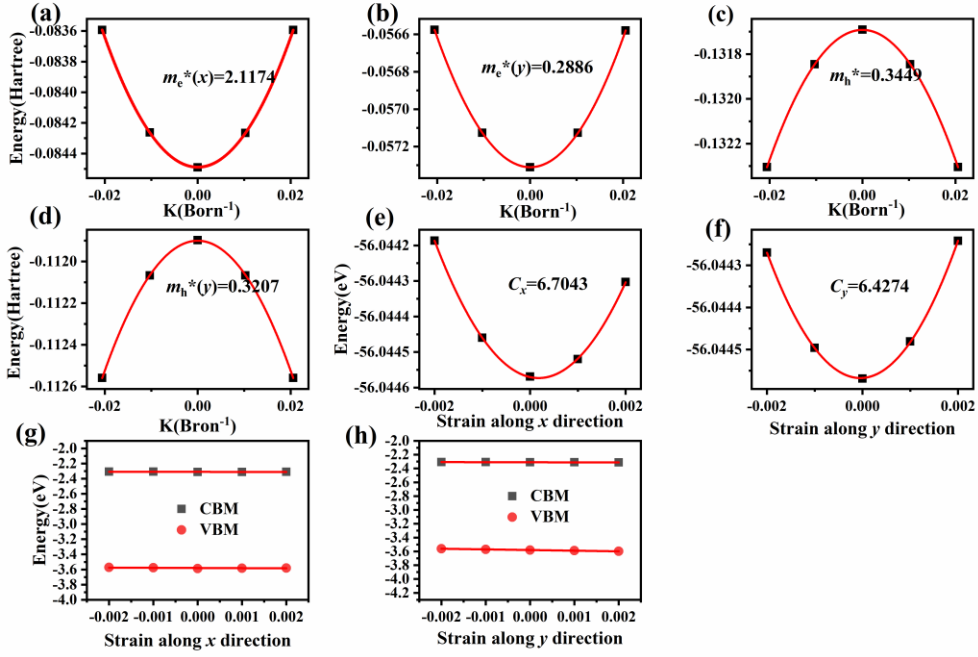 (a)
Energy(Hartree)
-0.0836
-0.0838
-0.0840
-0.0842
-0.0844
mₑ*(x)=2.1174
-0.02 0.00 0.02
K(Born⁻¹)
(b)
-0.0566
-0.0568
-0.0570
-0.0572
mₑ*(y)=0.2886
-0.02 0.00 0.02
K(Born⁻¹)
(c)
-0.1318
-0.1320
-0.1322
mₕ*=0.3449
-0.02 0.00 0.02
K(Born⁻¹)
(d)
Energy(Hartree)
-0.1120
-0.1122
-0.1124
-0.1126
mₕ*(y)=0.3207
-0.02 0.00 0.02
K(Bron⁻¹)
(e)
Energy(eV)
-56.0442
-56.0443
-56.0444
-56.0445
-56.0446
Cₓ=6.7043
-0.002 -0.001 0.000 0.001 0.002
Strain along x direction
(f)
-56.0443
-56.0444
-56.0445
C_y=6.4274
-0.002 0.000 0.002
Strain along y direction
(g)
Energy(eV)
-2.0
-2.2
-2.4
-2.6
-2.8
-3.0
-3.2
-3.4
-3.6
-3.8
-4.0
CBM
VBM
-0.002 -0.001 0.000 0.001 0.002
Strain along x direction
(h)
-2.0
-2.2
-2.4
-2.6
-2.8
-3.0
-3.2
-3.4
-3.6
-3.8
-4.0
-4.2
CBM
VBM
-0.002 -0.001 0.000 0.001 0.002
Strain along y direction